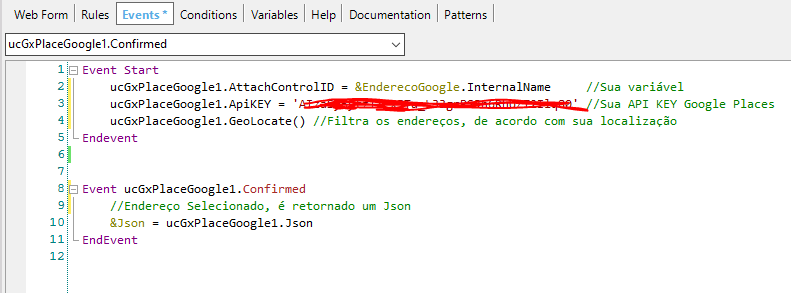 Web Form Rules Events * Conditions Variables Help Documentation Patterns
ucGxPlaceGoogle1.Confirmed
1 Event Start
2 ucGxPlaceGoogle1.AttachControlID = &EnderecoGoogle.InternalName //Sua variável
3 ucGxPlaceGoogle1.ApiKEY = ' ' //Sua API KEY Google Places
4 ucGxPlaceGoogle1.GeoLocate() //Filtra os endereços, de acordo com sua localização
5 Endevent
6
7
8 Event ucGxPlaceGoogle1.Confirmed
9 //Endereço Selecionado, é retornado um Json
10 &Json = ucGxPlaceGoogle1.Json
11 EndEvent
12